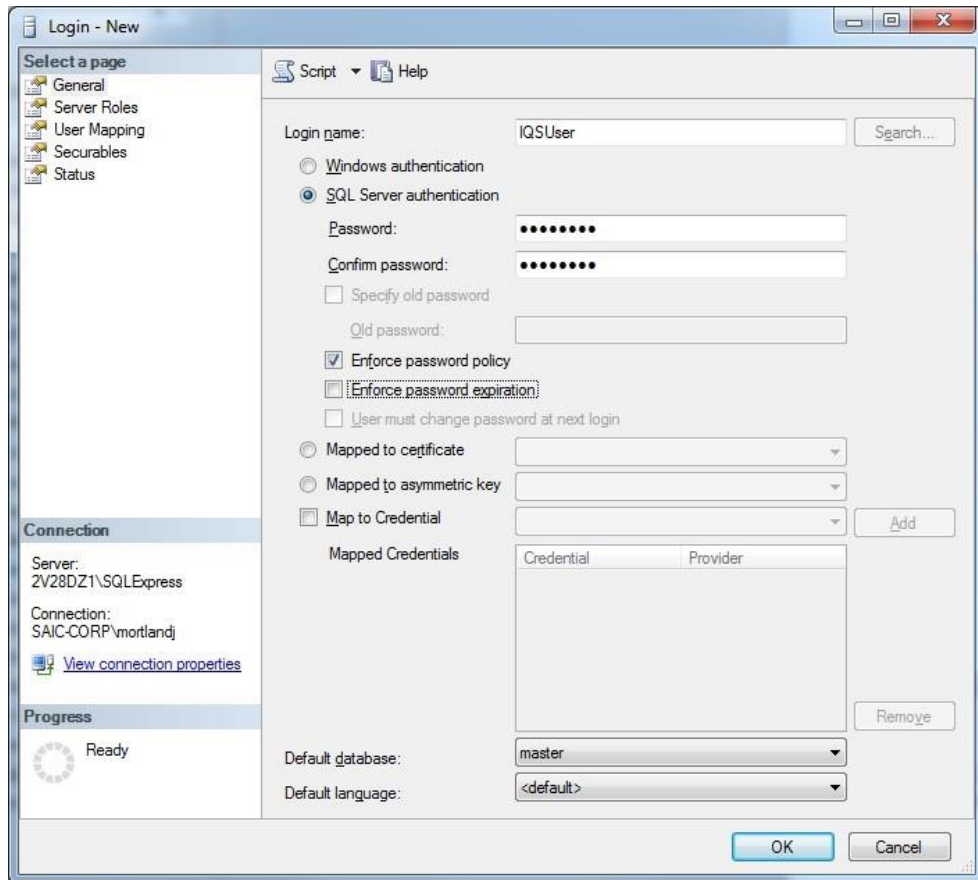 Login - New
Select a page
General
Server Roles
User Mapping
Securables
Status
Script
Help
Login name:
IQSUser
Search...
Windows authentication
SQL Server authentication
Password:
••••••••
Confirm password:
••••••••
Specify old password
Old password:
Enforce password policy
Enforce password expiration
User must change password at next login
Mapped to certificate
Mapped to asymmetric key
Map to Credential
Add
Mapped Credentials
Credential
Provider
Remove
Default database:
master
Default language:
<default>
Connection
Server:
2V28DZ1\SQLExpress
Connection:
SAIC-CORP\mortlandj
View connection properties
Progress
Ready
OK
Cancel